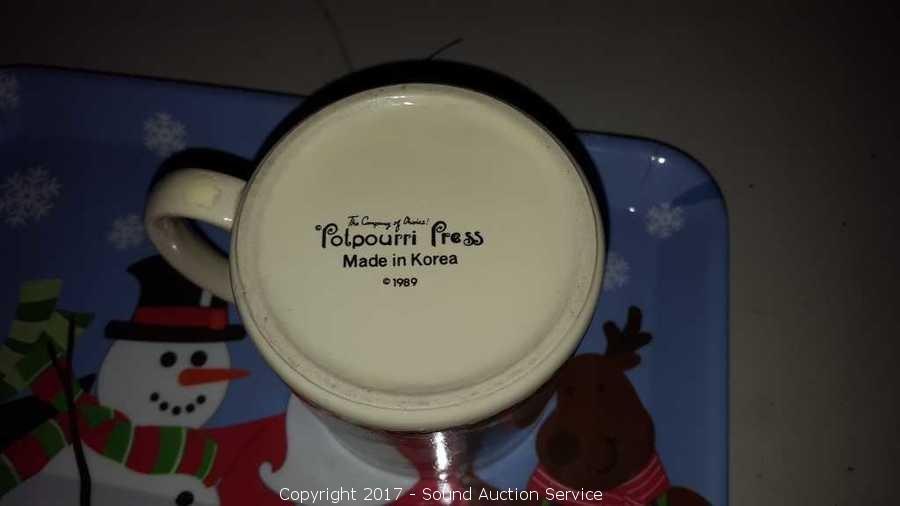 The Company of Choice!
©Potpourri Press
Made in Korea
©1989
Copyright 2017 - Sound Auction Service